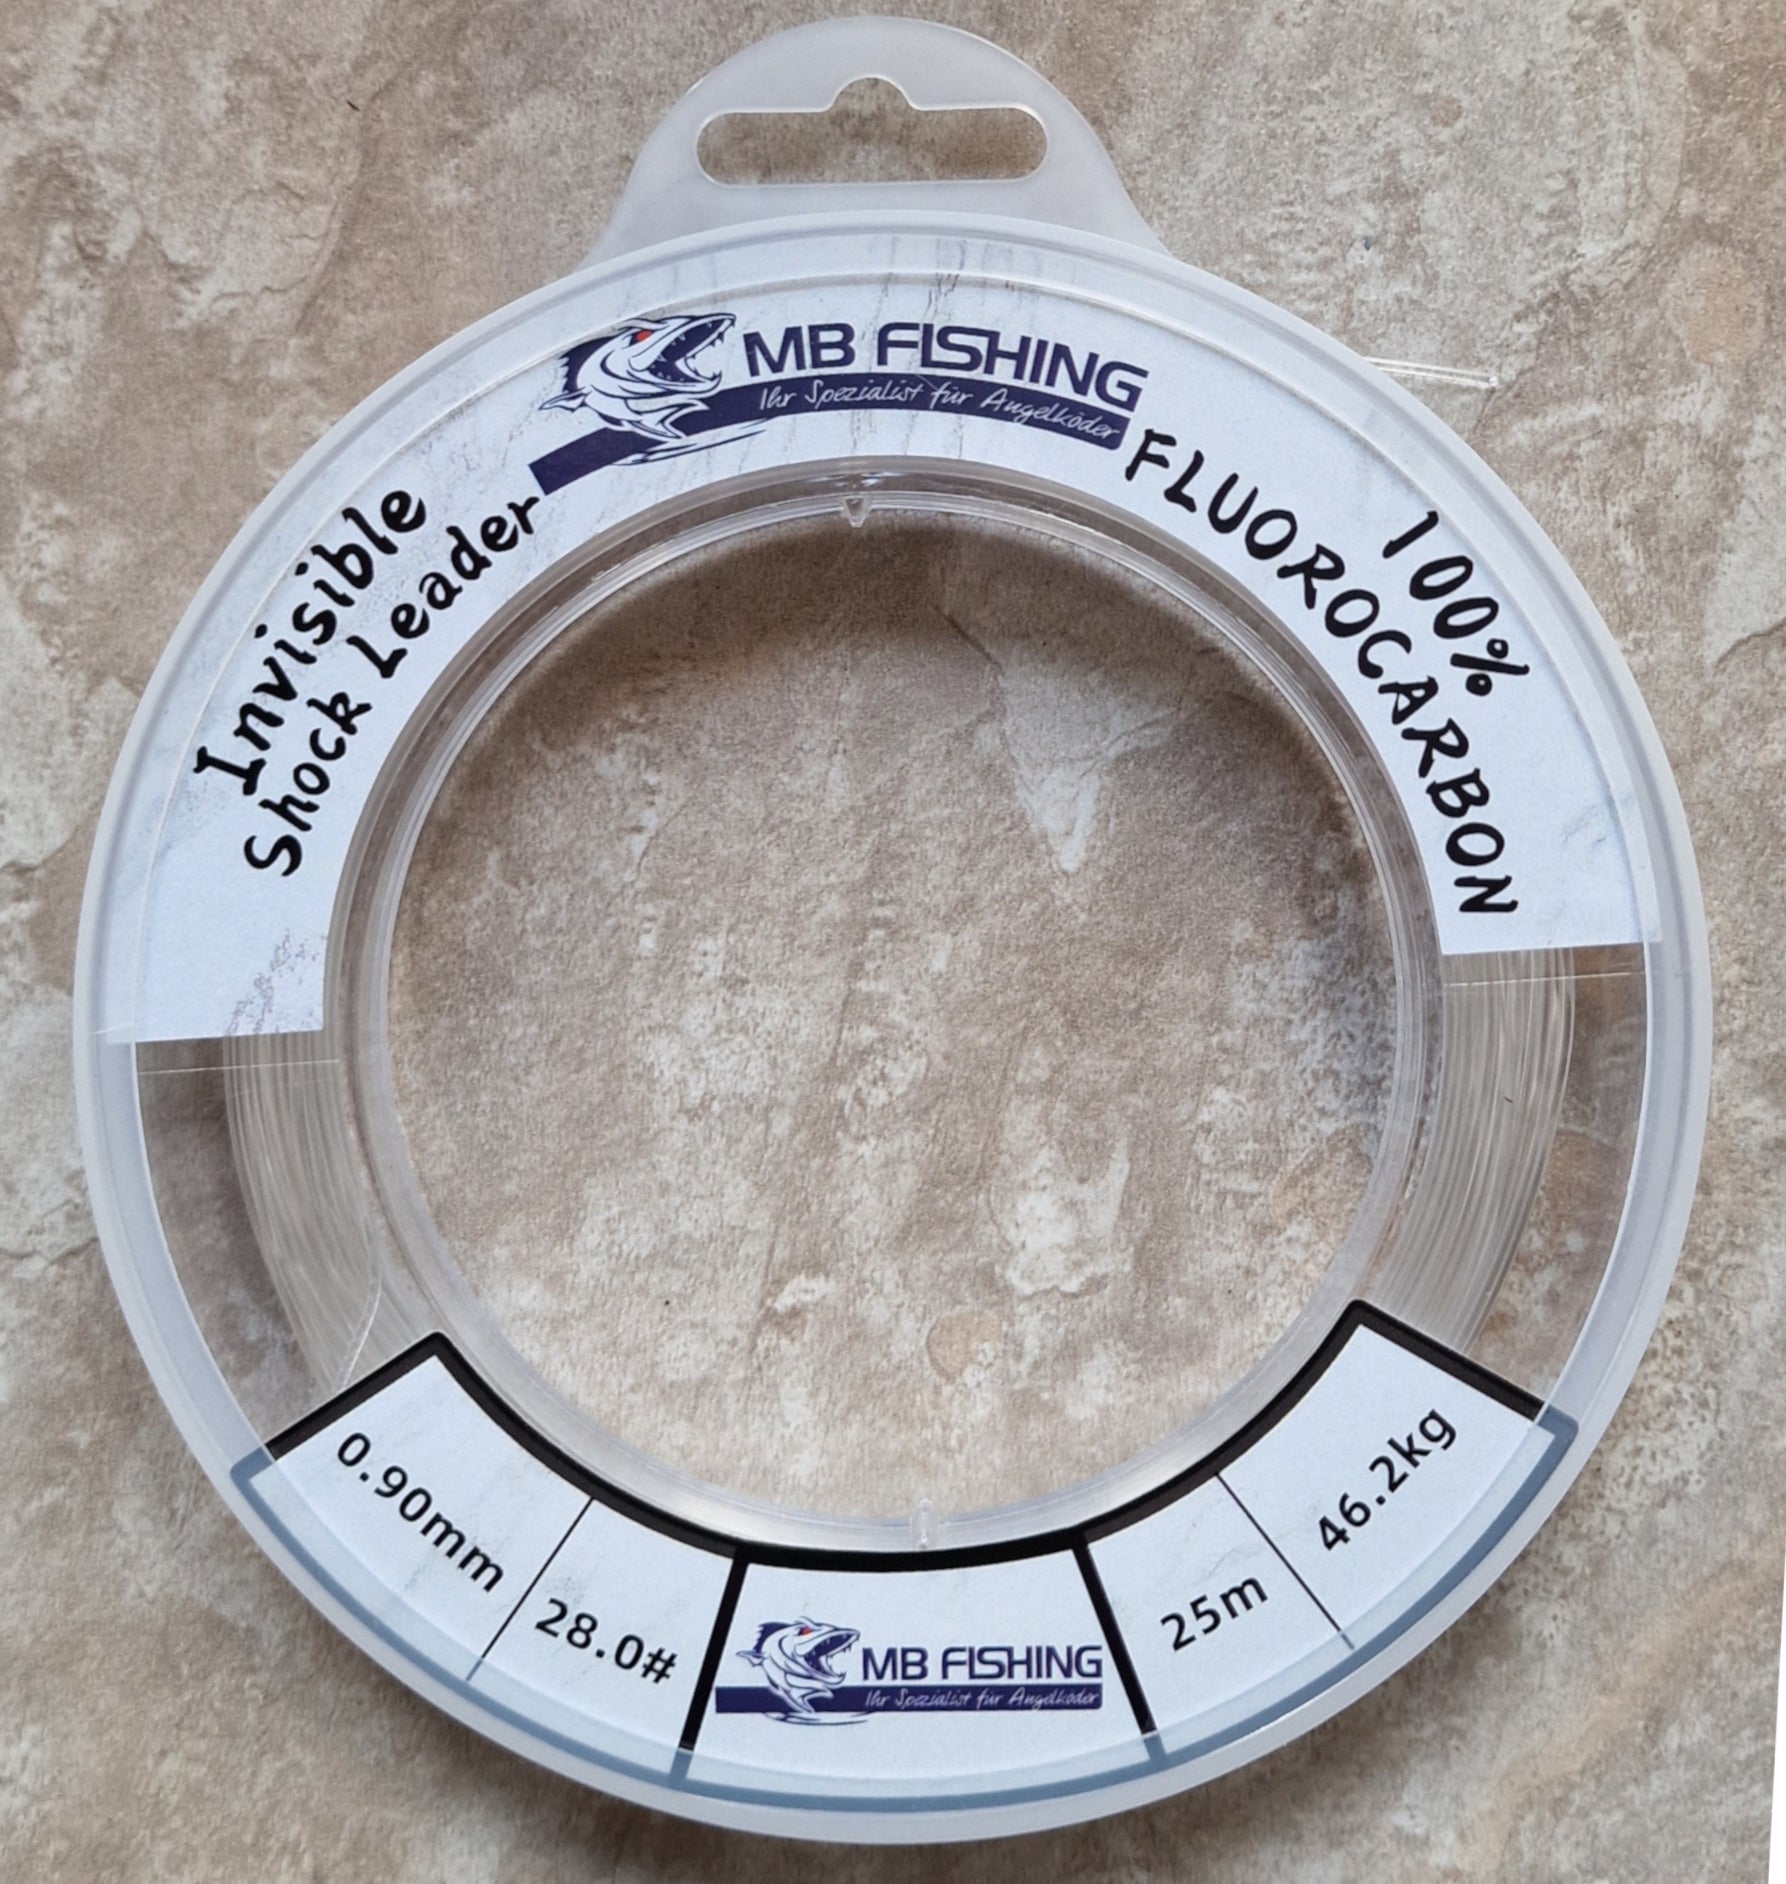 MB FISHING
Ihr Spezialist für Angelköder
Invisible
Shock Leader
100%
FLUOROCARBON
0.90mm
28.0#
MB FISHING
Ihr Spezialist für Angelköder
25m
46.2kg